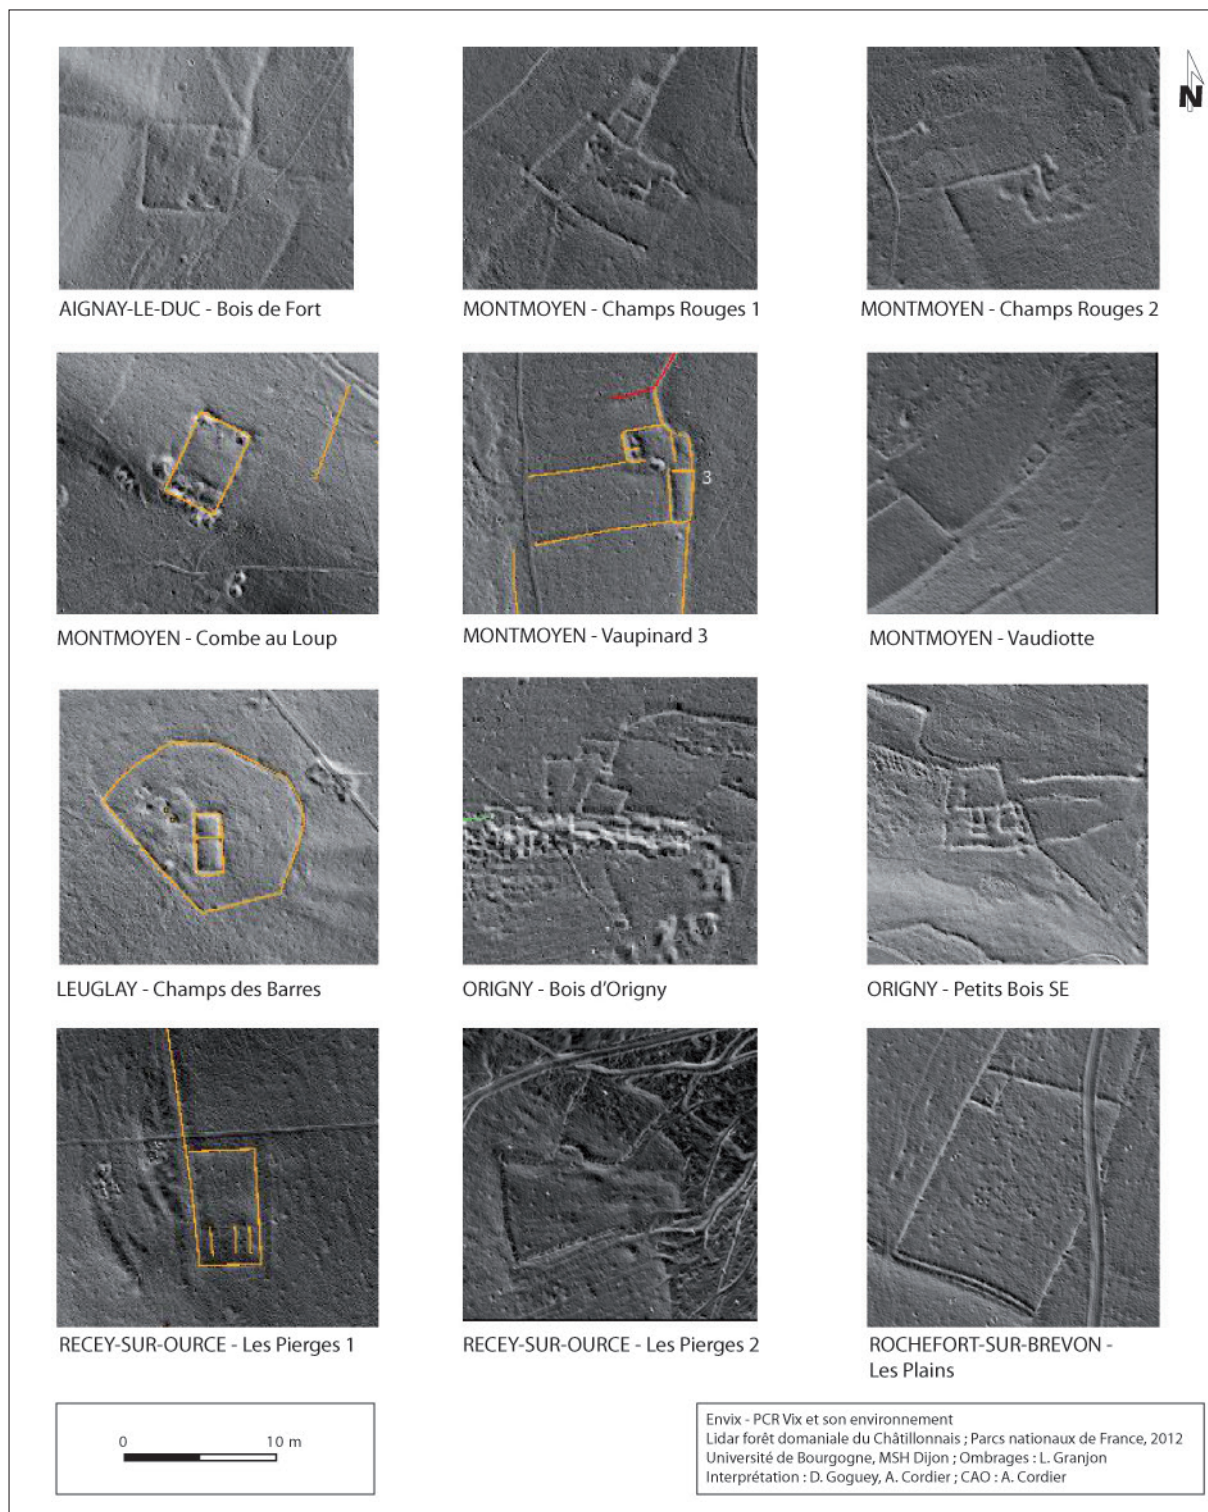 N
AIGNAY-LE-DUC - Bois de Fort
MONTMOYEN - Champs Rouges 1
MONTMOYEN - Champs Rouges 2
3
MONTMOYEN - Combe au Loup
MONTMOYEN - Vaupinard 3
MONTMOYEN - Vaudiotte
LEUGLAY - Champs des Barres
ORIGNY - Bois d'Origny
ORIGNY - Petits Bois SE
RECEY-SUR-OURCE - Les Pierges 1
RECEY-SUR-OURCE - Les Pierges 2
ROCHEFORT-SUR-BREVON -
Les Plains
0 10 m
Envix - PCR Vix et son environnement
Lidar forêt domaniale du Châtillonnais ; Parcs nationaux de France, 2012
Université de Bourgogne, MSH Dijon ; Ombrages : L. Granjon
Interprétation : D. Goguey, A. Cordier ; CAO : A. Cordier